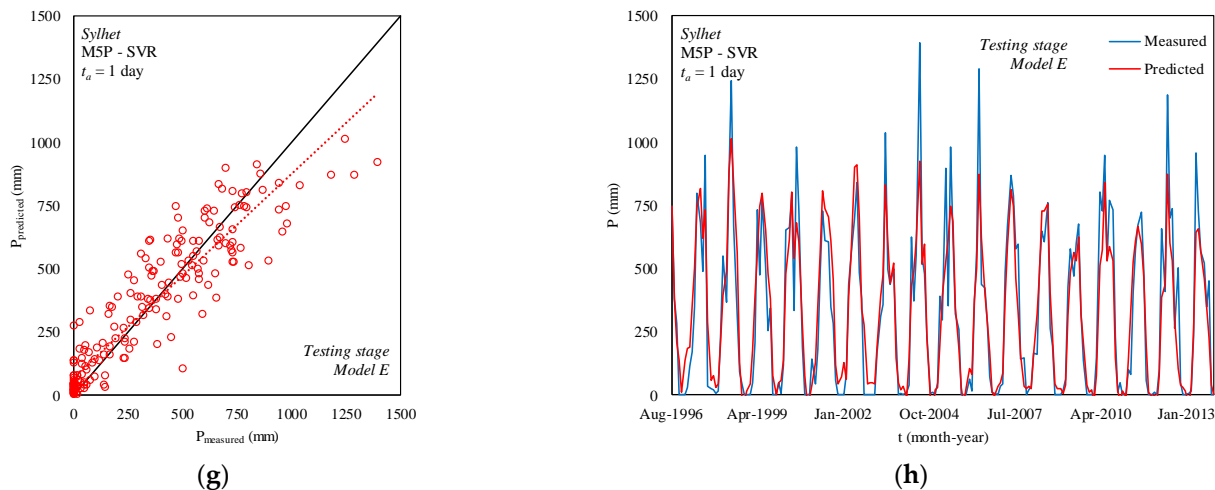 Sylhet
M5P - SVR
t_a = 1 day
Testing stage
Model E
1500
1250
1000
750
500
250
0
P_predicted (mm)
0 250 500 750 1000 1250 1500
P_measured (mm)
(g)
Sylhet
M5P - SVR
t_a = 1 day
Testing stage
Model E
Measured
Predicted
1500
1250
1000
750
500
250
0
P (mm)
Aug-1996 Apr-1999 Jan-2002 Oct-2004 Jul-2007 Apr-2010 Jan-2013
t (month-year)
(h)